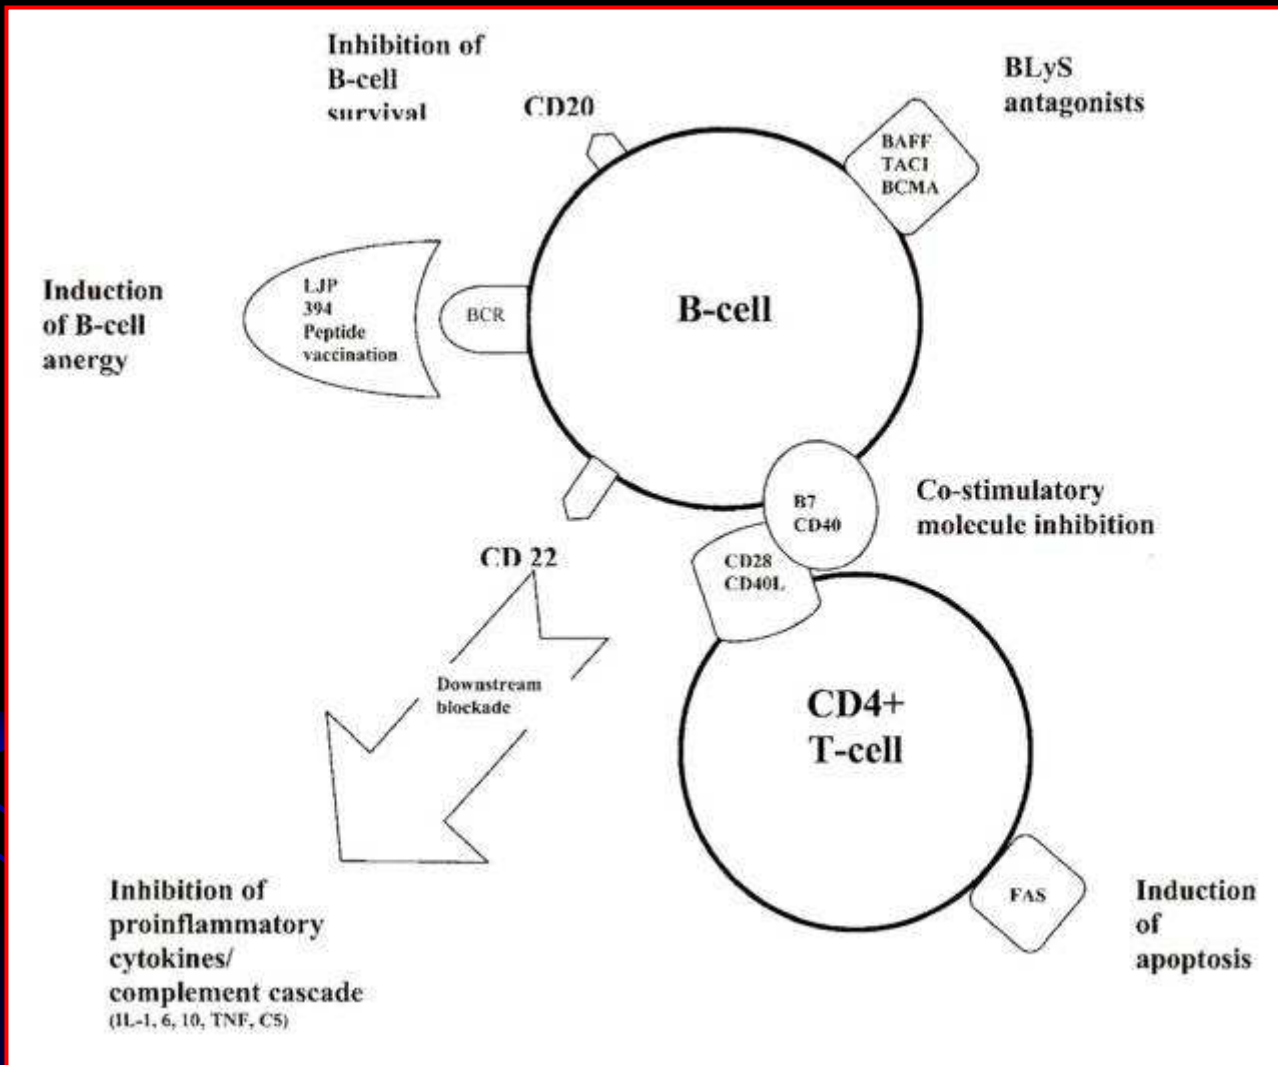 Inhibition of
B-cell
survival
CD20
BLyS
antagonists
BAFF
TACI
BCMA
Induction
of B-cell
anergy
LJP
394
Peptide
vaccination
BCR
B-cell
B7
CD40
Co-stimulatory
molecule inhibition
CD 22
CD28
CD40L
Downstream
blockade
CD4+
T-cell
Inhibition of
proinflammatory
cytokines/
complement cascade
(IL-1, 6, 10, TNF, C5)
FAS
Induction
of
apoptosis